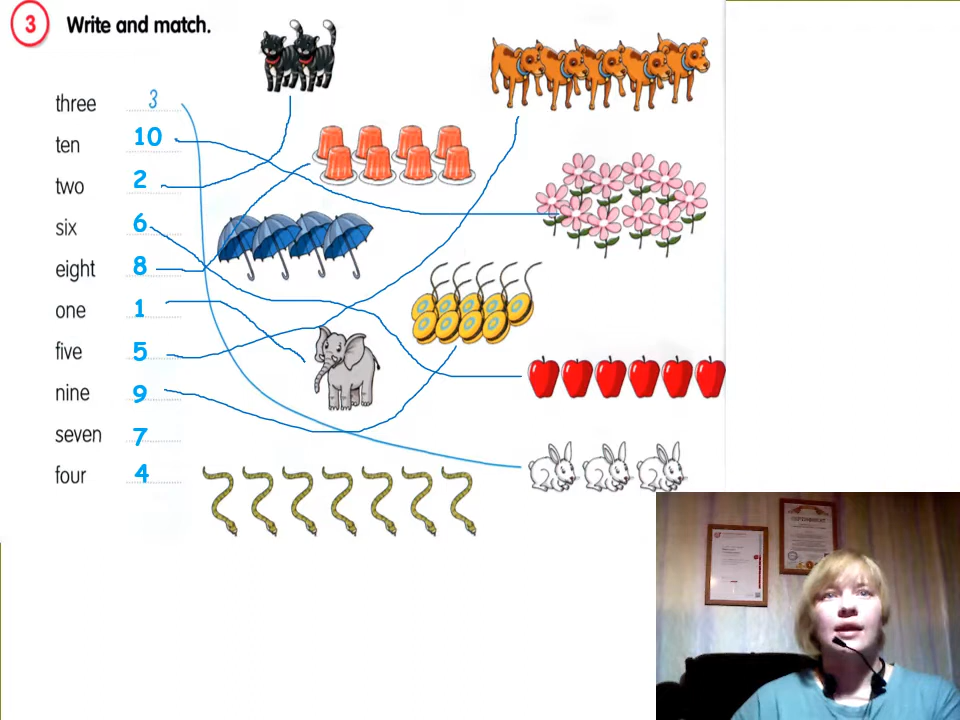 3 Write and match.
three 3
ten 10
two 2
six 6
eight 8
one 1
five 5
nine 9
seven 7
four 4